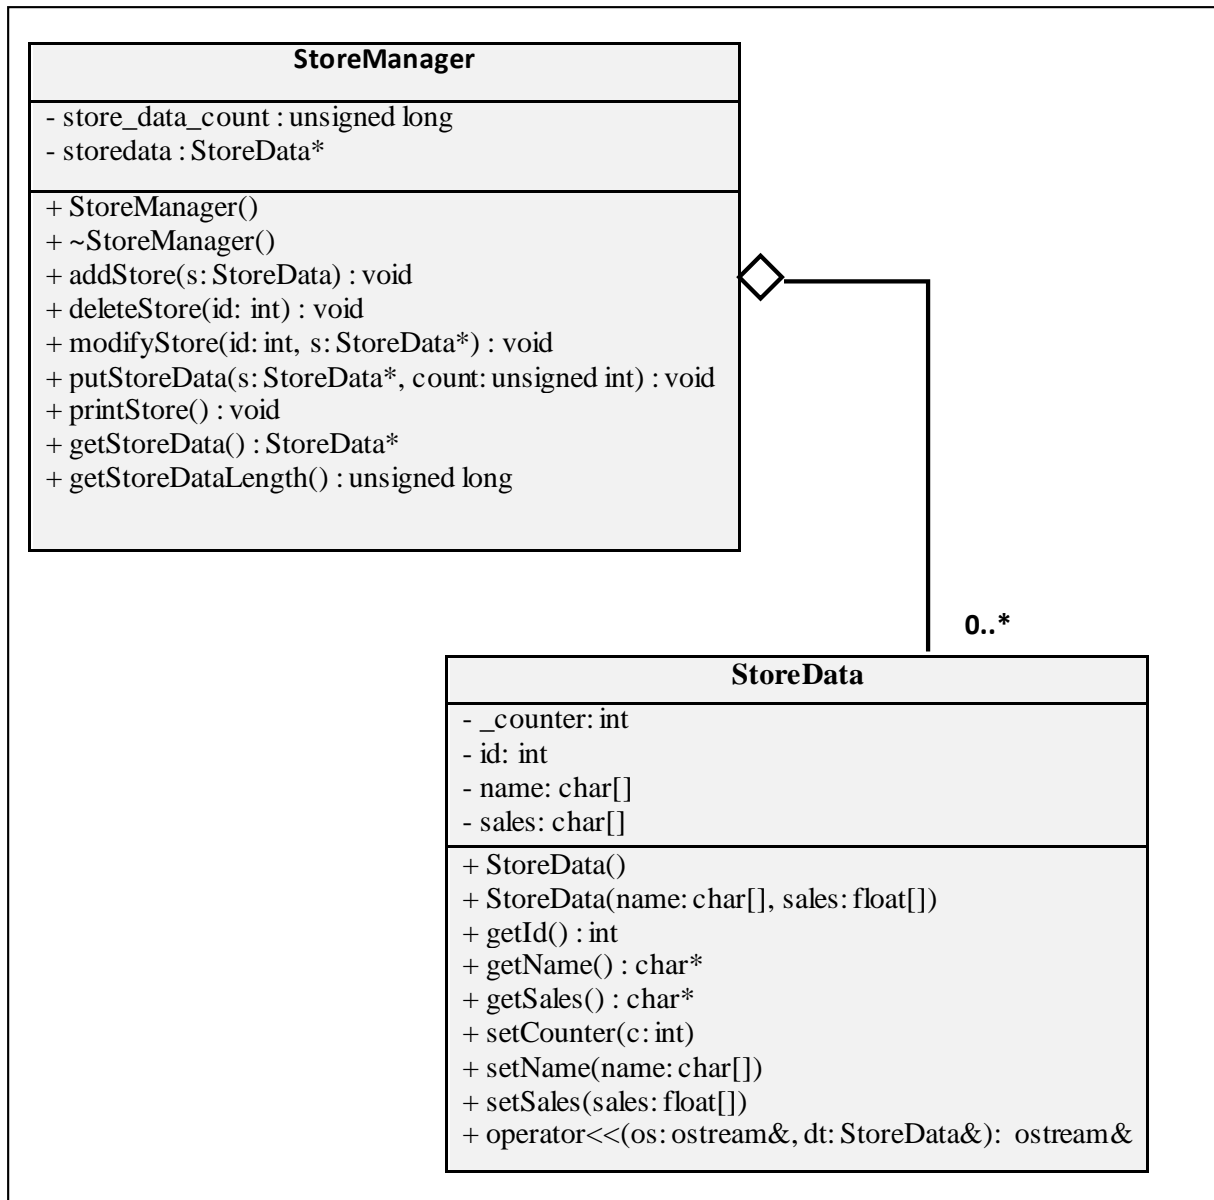 StoreManager
- store_data_count : unsigned long
- storedata : StoreData*
+ StoreManager()
+ ~StoreManager()
+ addStore(s: StoreData) : void
+ deleteStore(id: int) : void
+ modifyStore(id: int, s: StoreData*) : void
+ putStoreData(s: StoreData*, count: unsigned int) : void
+ printStore() : void
+ getStoreData() : StoreData*
+ getStoreDataLength() : unsigned long
0..*
StoreData
- _counter: int
- id: int
- name: char[]
- sales: char[]
+ StoreData()
+ StoreData(name: char[], sales: float[])
+ getId() : int
+ getName() : char*
+ getSales() : char*
+ setCounter(c: int)
+ setName(name: char[])
+ setSales(sales: float[])
+ operator<<(os: ostream&, dt: StoreData&): ostream&